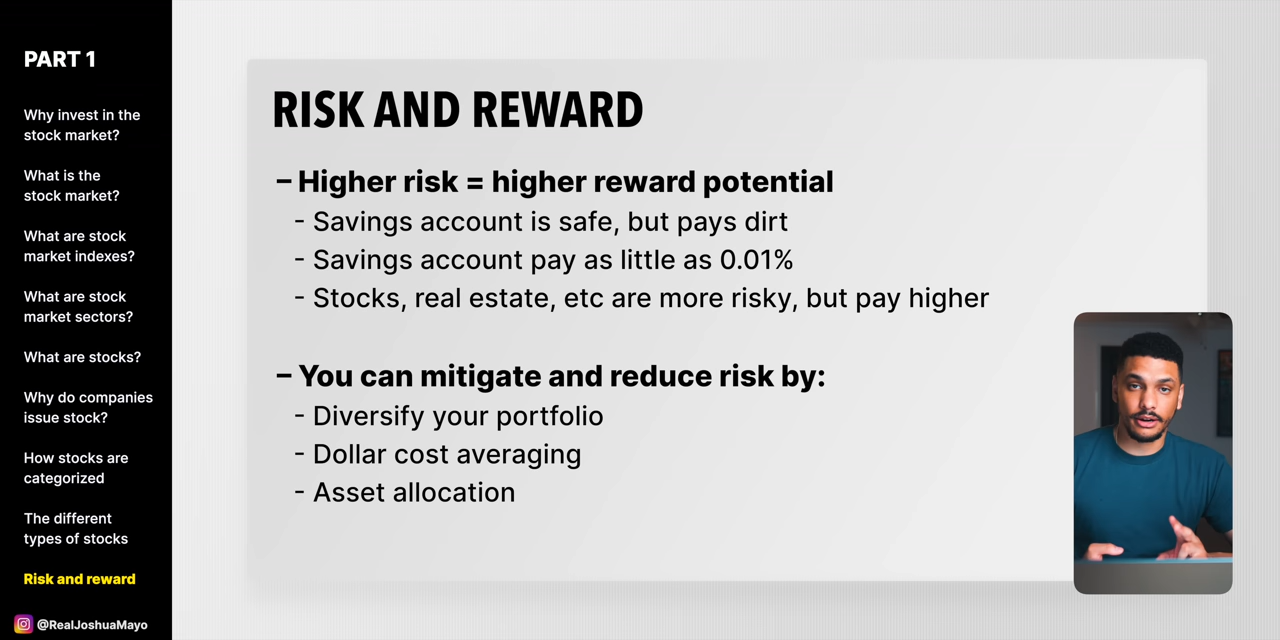 PART 1
Why invest in the
stock market?
What is the
stock market?
What are stock
market indexes?
What are stock
market sectors?
What are stocks?
Why do companies
issue stock?
How stocks are
categorized
The different
types of stocks
Risk and reward
@RealJoshuaMayo
RISK AND REWARD
– Higher risk = higher reward potential
- Savings account is safe, but pays dirt
- Savings account pay as little as 0.01%
- Stocks, real estate, etc are more risky, but pay higher
– You can mitigate and reduce risk by:
- Diversify your portfolio
- Dollar cost averaging
- Asset allocation